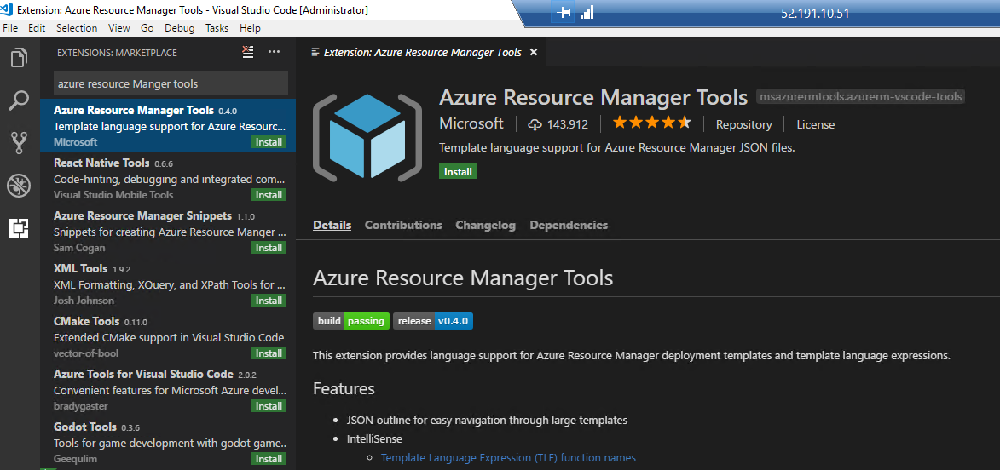 Extension: Azure Resource Manager Tools - Visual Studio Code [Administrator]
52.191.10.51
File Edit Selection View Go Debug Tasks Help
EXTENSIONS: MARKETPLACE
Extension: Azure Resource Manager Tools
azure resource Manger tools
Azure Resource Manager Tools 0.4.0
Template language support for Azure Resourc...
Microsoft Install
React Native Tools 0.6.6
Code-hinting, debugging and integrated com...
Visual Studio Mobile Tools Install
Azure Resource Manager Snippets 1.1.0
Snippets for creating Azure Resource Manger ...
Sam Cogan Install
XML Tools 1.9.2
XML Formatting, XQuery, and XPath Tools for ...
Josh Johnson Install
CMake Tools 0.11.0
Extended CMake support in Visual Studio Code
vector-of-bool Install
Azure Tools for Visual Studio Code 2.0.2
Convenient features for Microsoft Azure devel...
bradygaster Install
Godot Tools 0.3.6
Tools for game development with godot game...
Geequlim Install
Azure Resource Manager Tools msazurermtools.azurerm-vscode-tools
Microsoft 143,912 Repository License
Template language support for Azure Resource Manager JSON files.
Install
Details Contributions Changelog Dependencies
Azure Resource Manager Tools
build passing release v0.4.0
This extension provides language support for Azure Resource Manager deployment templates and template language expressions.
Features
JSON outline for easy navigation through large templates
IntelliSense
Template Language Expression (TLE) function names